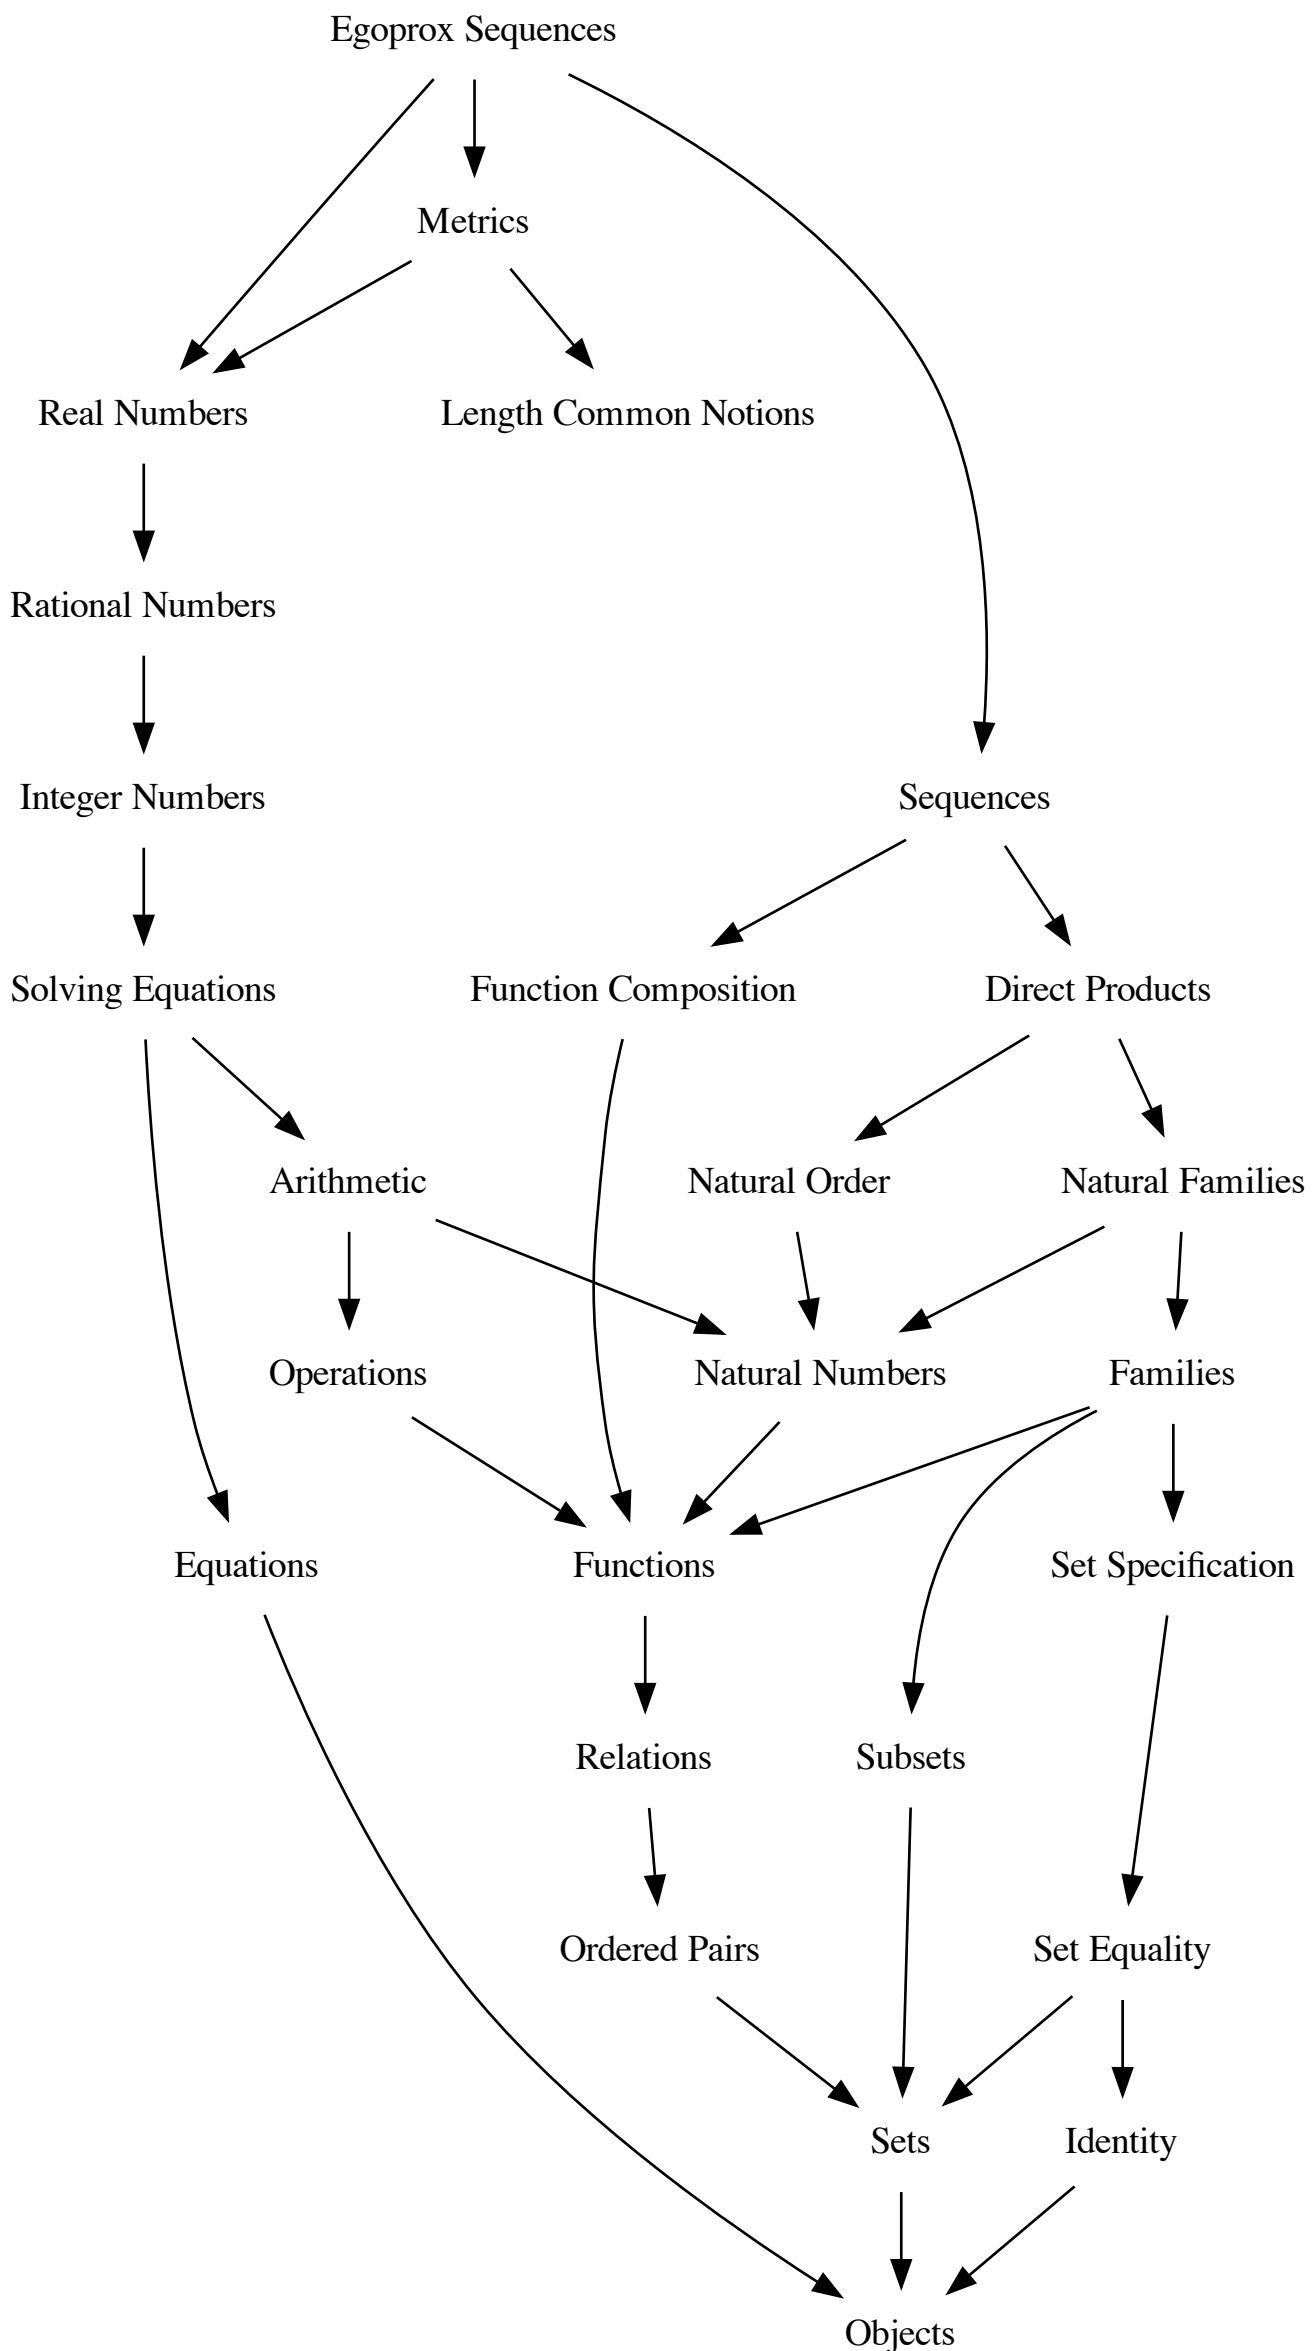 Egoprox Sequences
Metrics
Real Numbers
Length Common Notions
Rational Numbers
Integer Numbers
Sequences
Solving Equations
Function Composition
Direct Products
Arithmetic
Natural Order
Natural Families
Operations
Natural Numbers
Families
Equations
Functions
Set Specification
Relations
Subsets
Ordered Pairs
Set Equality
Sets
Identity
Objects